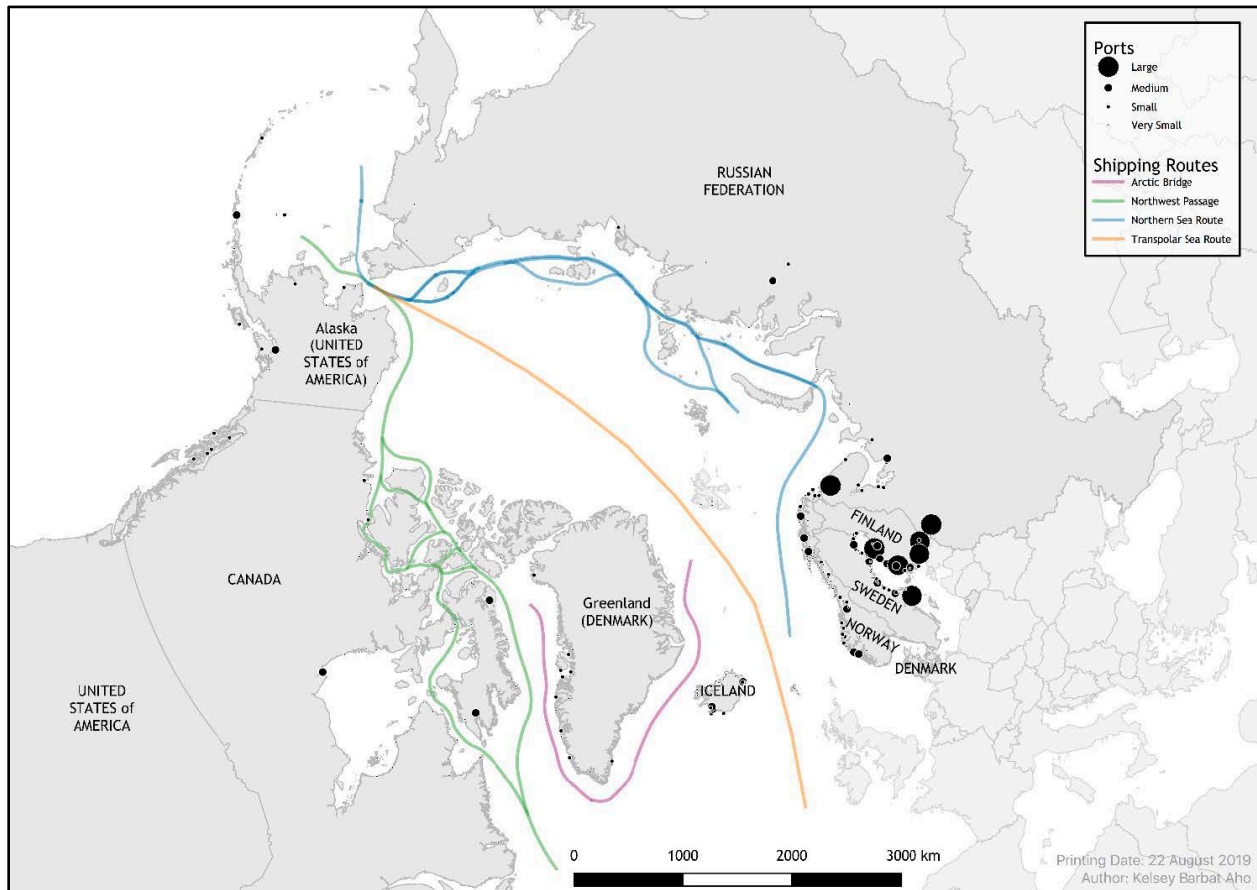 Ports
Large
Medium
Small
Very Small
Shipping Routes
Arctic Bridge
Northwest Passage
Northern Sea Route
Transpolar Sea Route
RUSSIAN
FEDERATION
Alaska
(UNITED
STATES of
AMERICA)
CANADA
UNITED
STATES of
AMERICA
Greenland
(DENMARK)
ICELAND
FINLAND
SWEDEN
NORWAY
DENMARK
0 1000 2000 3000 km
Printing Date: 22 August 2019
Author: Kelsey Barbat Aho